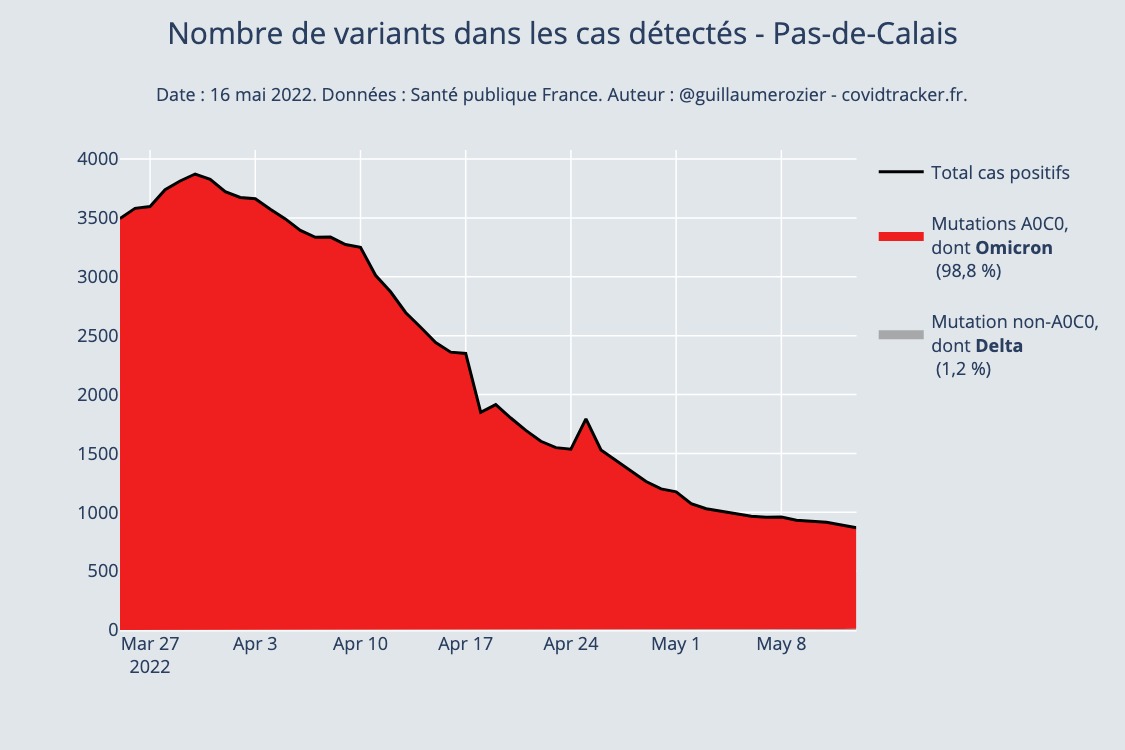 Nombre de variants dans les cas détectés - Pas-de-Calais
Date : 16 mai 2022. Données : Santé publique France. Auteur : @guillaumerozier - covidtracker.fr.
4000
3500
3000
2500
2000
1500
1000
500
0
Mar 27
2022
Apr 3
Apr 10
Apr 17
Apr 24
May 1
May 8
Total cas positifs
Mutations A0C0,
dont Omicron
(98,8 %)
Mutation non-A0C0,
dont Delta
(1,2 %)